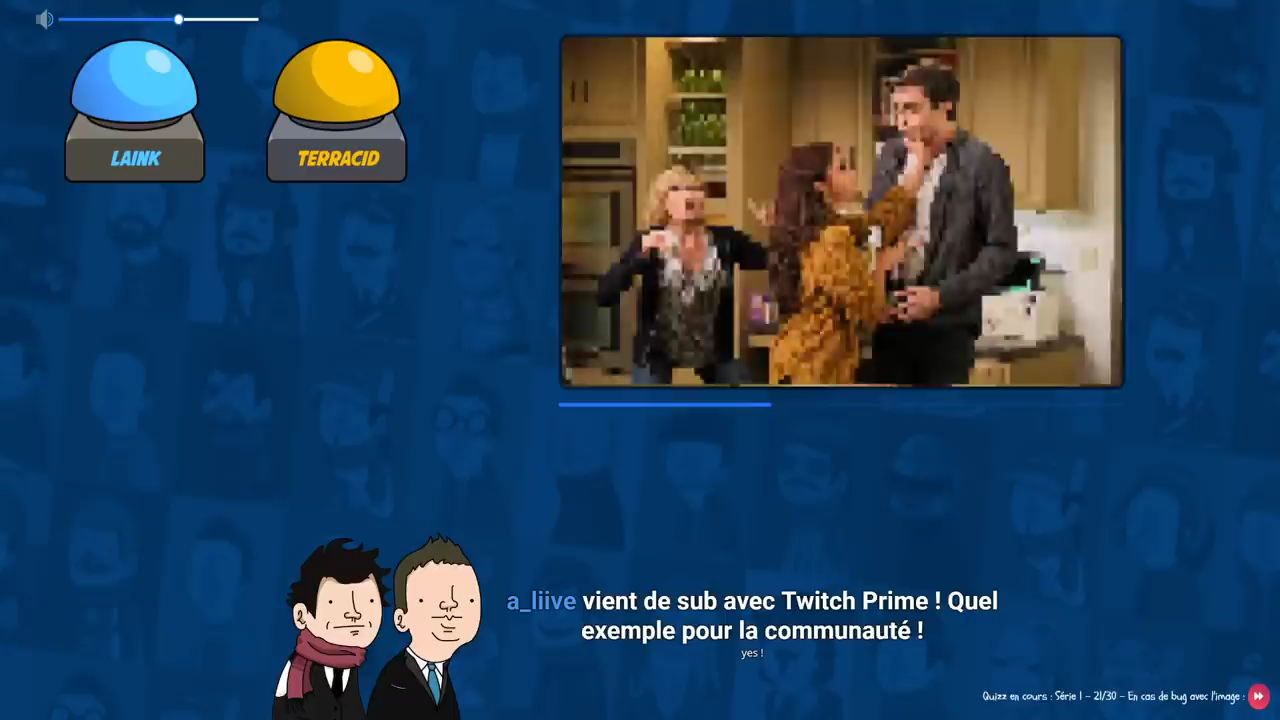 LAINK
TERRACID
a_liive vient de sub avec Twitch Prime ! Quel
exemple pour la communauté !
yes !
Quizz en cours : Série 1 - 21/30 - En cas de bug avec l'image :